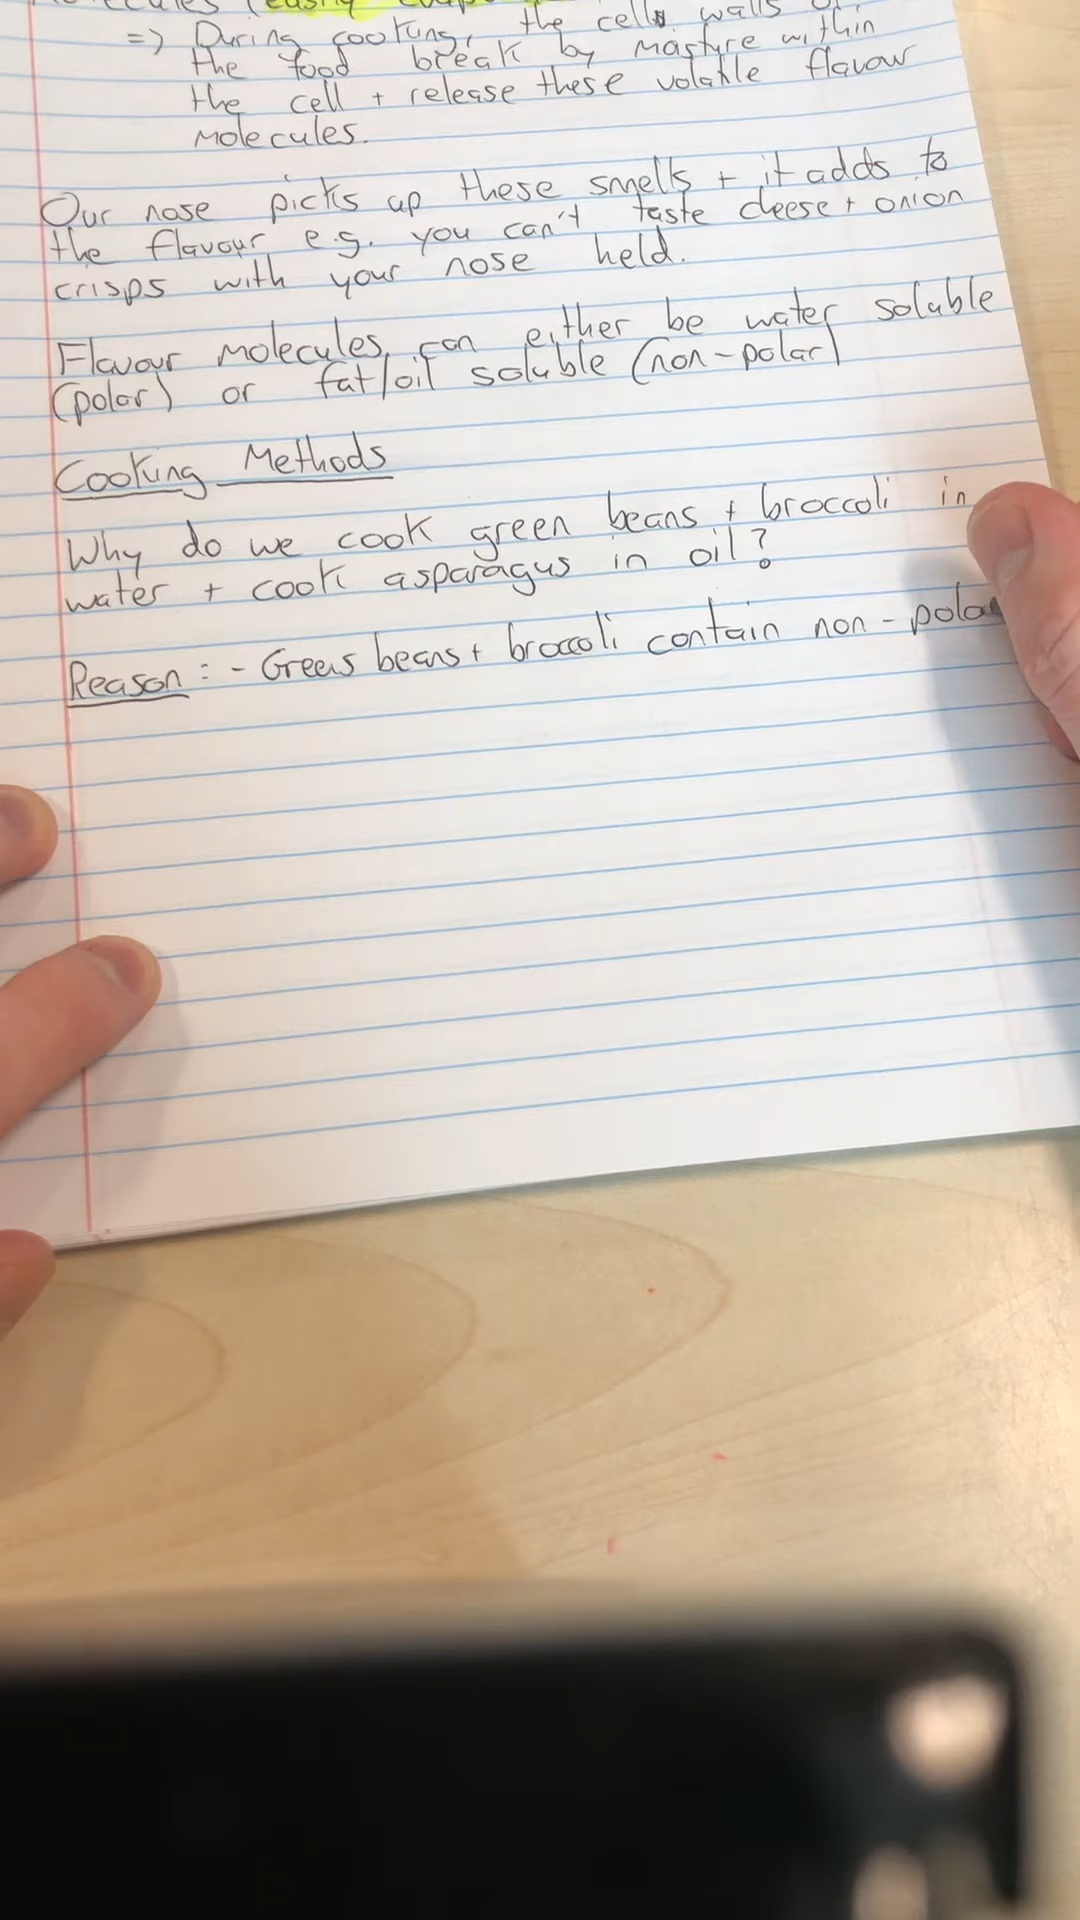 => During cooking, the cell walls of
the food break by mositure within
the cell + release these volatile flavour
molecules.
Our nose picks up these smells + it adds to
the flavour e.g. you can't taste cheese + onion
crisps with your nose held.
Flavour molecules can either be water soluble
(polar) or fat/oil soluble (non-polar)
Cooking Methods
Why do we cook green beans + broccoli in
water + cook asparagus in oil?
Reason : - Greens beans + broccoli contain non - polar